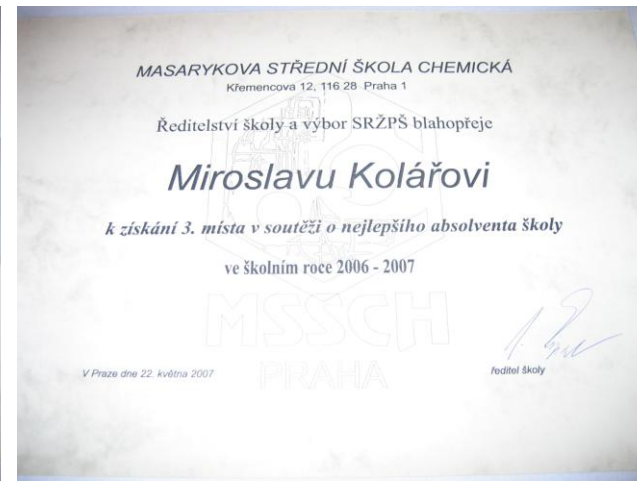 MASARYKOVA STŘEDNÍ ŠKOLA CHEMICKÁ
Křemencova 12, 116 28 Praha 1
Ředitelství školy a výbor SRŽPŠ blahopřeje
Miroslavu Kolářovi
k získání 3. místa v soutěži o nejlepšího absolventa školy
ve školním roce 2006 - 2007
MSSCH
PRAHA
V Praze dne 22. května 2007
ředitel školy